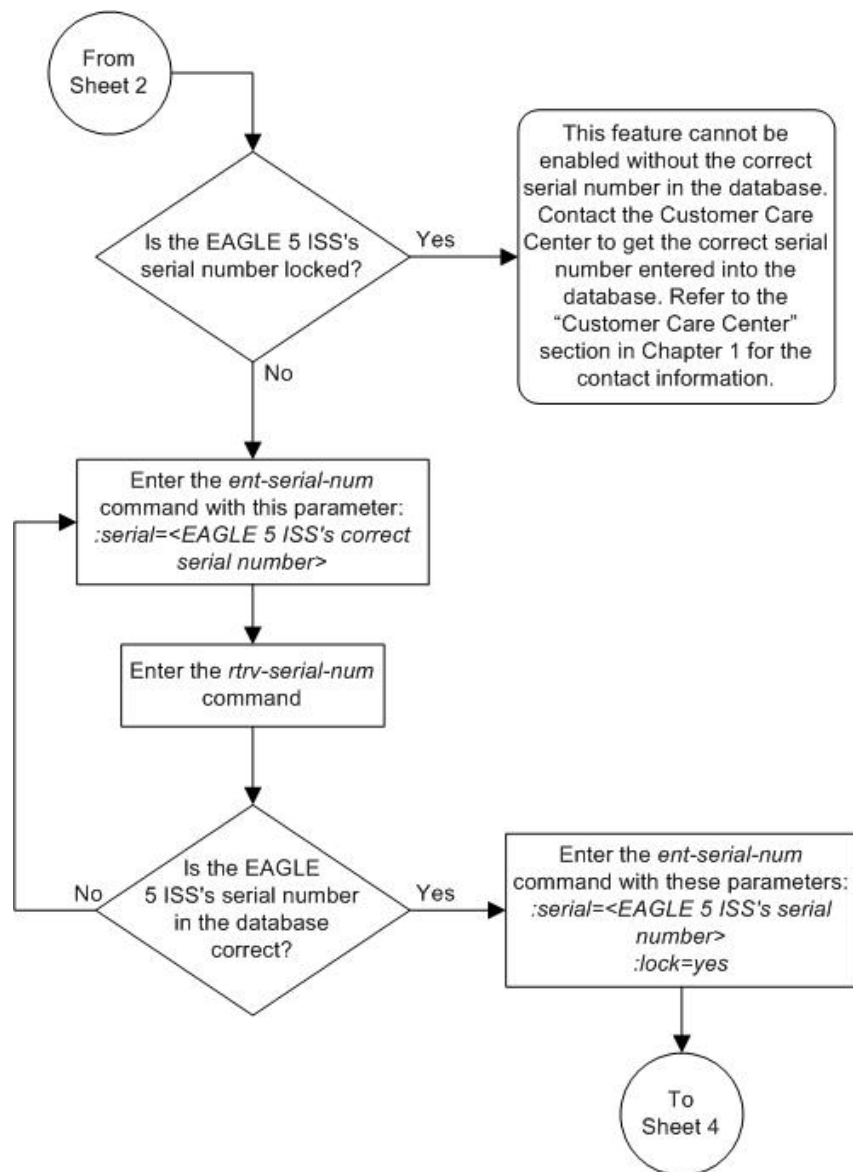 From
Sheet 2
This feature cannot be
enabled without the correct
serial number in the database.
Contact the Customer Care
Center to get the correct serial
number entered into the
database. Refer to the
“Customer Care Center”
section in Chapter 1 for the
contact information.
Is the EAGLE 5 ISS's
serial number locked?
Yes
No
Enter the ent-serial-num
command with this parameter:
:serial=<EAGLE 5 ISS's correct
serial number>
Enter the rtrv-serial-num
command
Is the EAGLE
5 ISS's serial number
in the database
correct?
No
Yes
Enter the ent-serial-num
command with these parameters:
:serial=<EAGLE 5 ISS's serial
number>
:lock=yes
To
Sheet 4